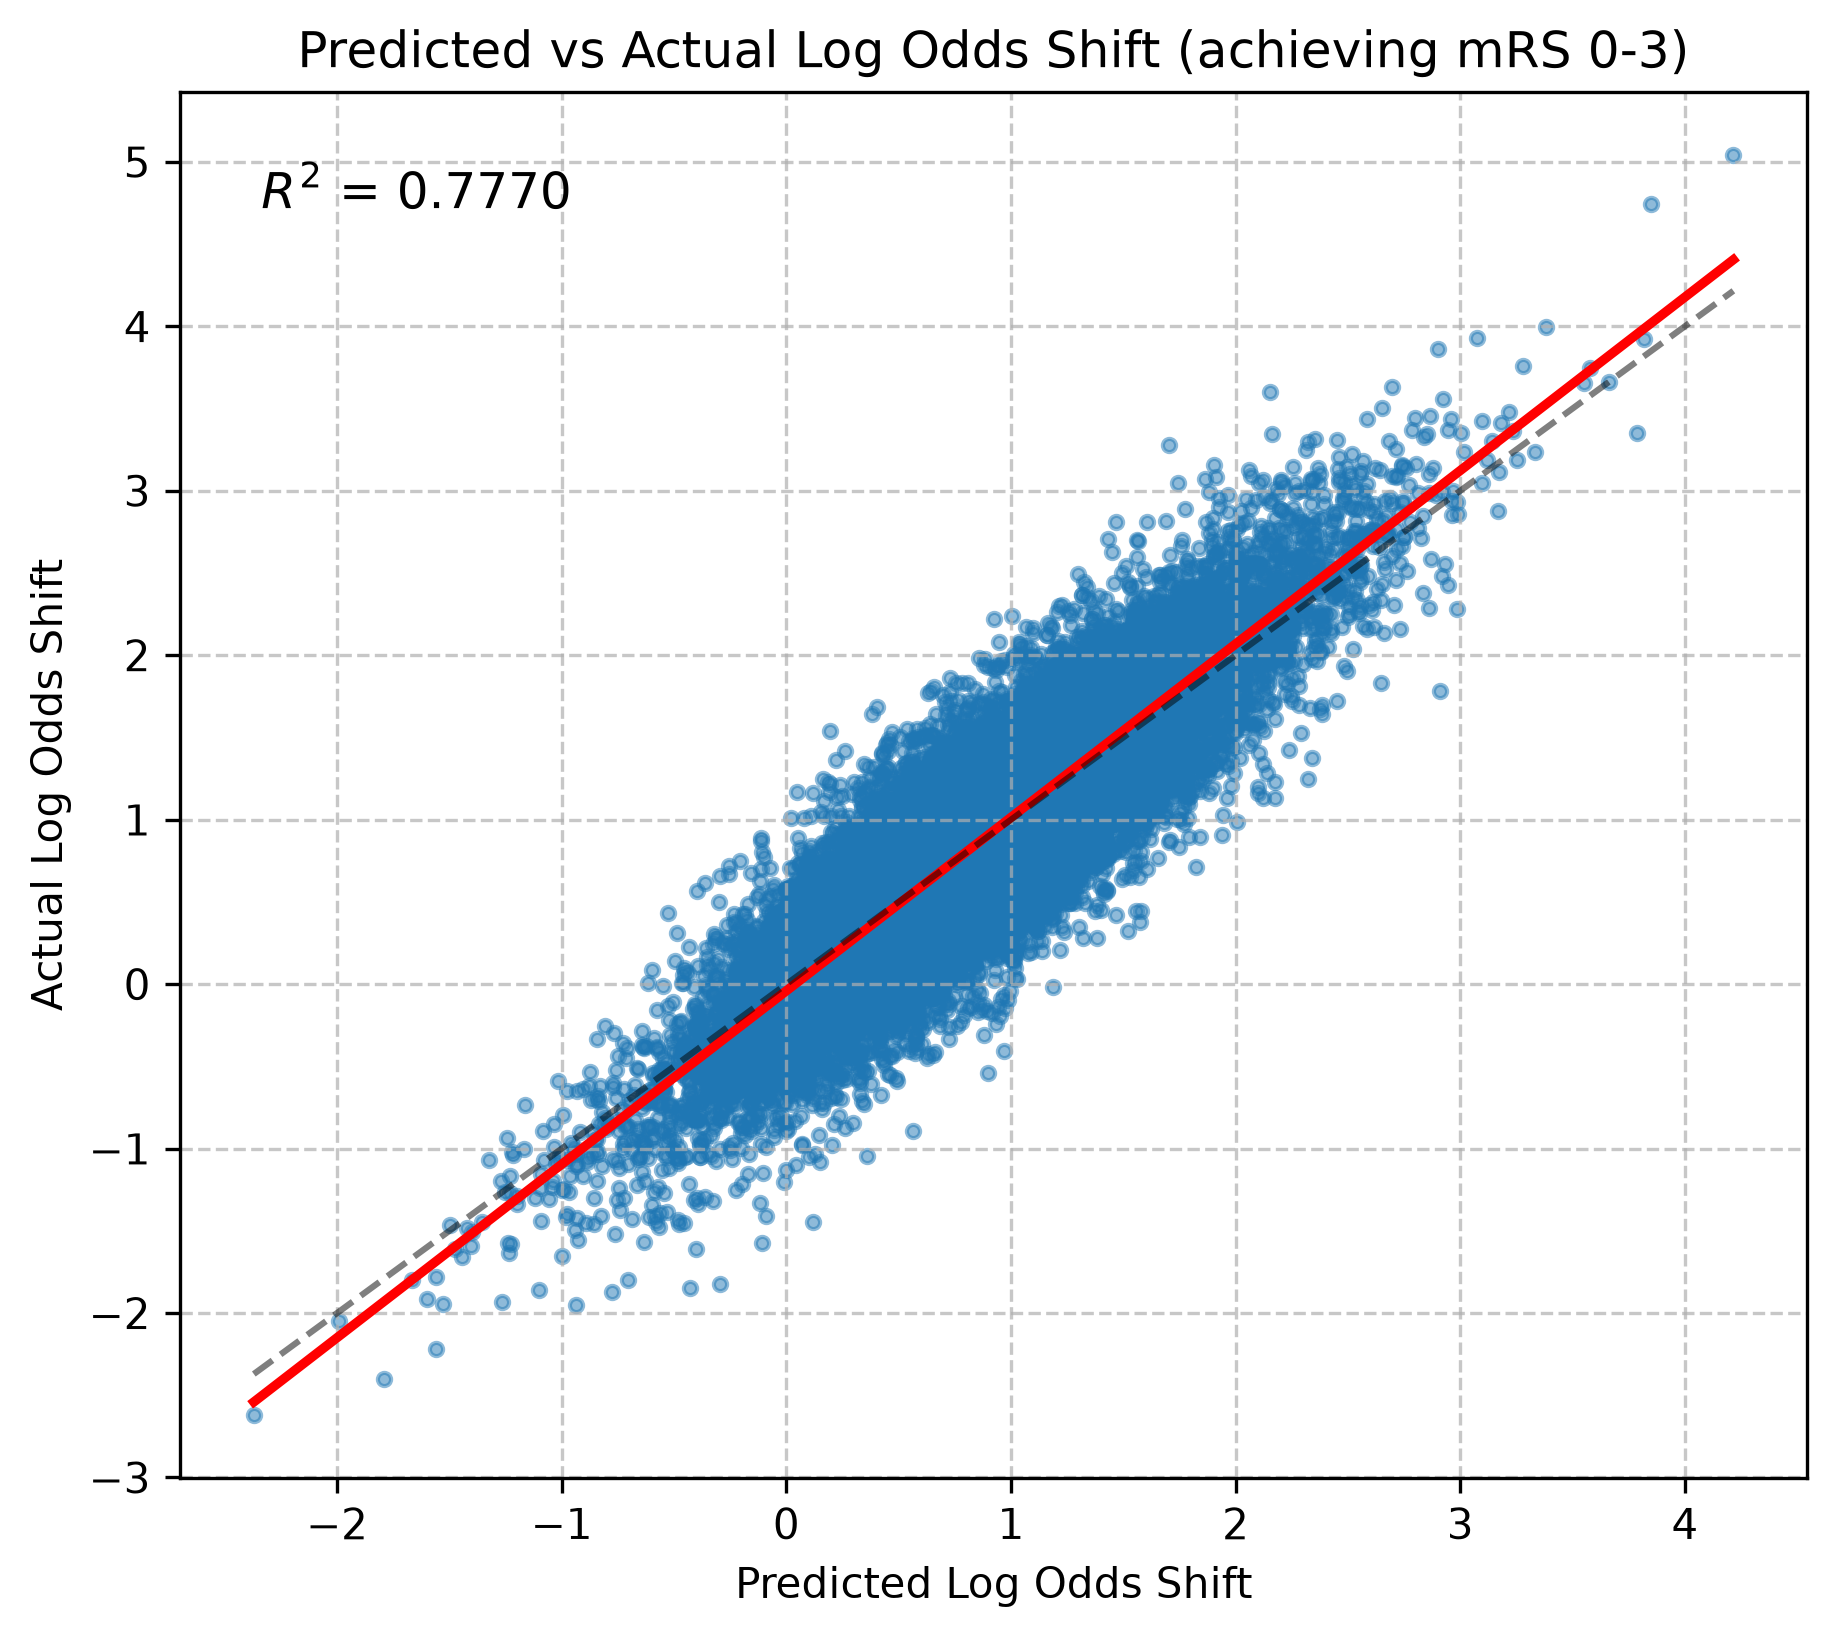 Predicted vs Actual Log Odds Shift (achieving mRS 0-3)
R² = 0.7770
Actual Log Odds Shift
5
4
3
2
1
0
−1
−2
−3
−2 −1 0 1 2 3 4
Predicted Log Odds Shift